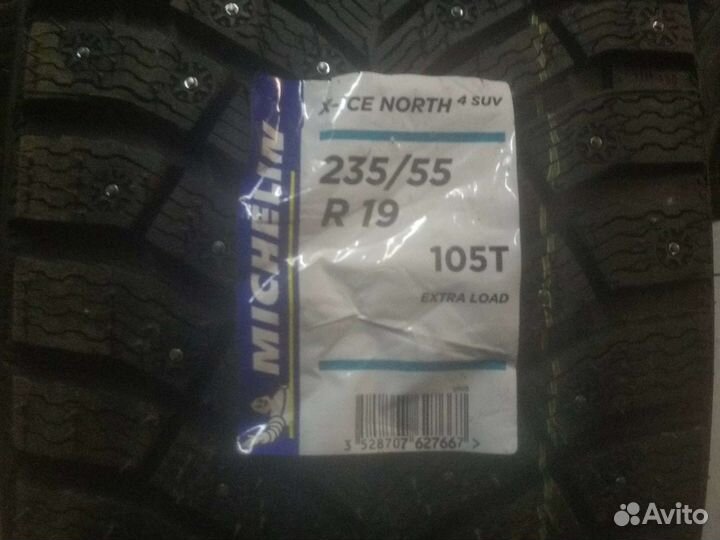 X-ICE NORTH 4 SUV
MICHELIN
235/55
R 19
105T
EXTRA LOAD
3 528707 627667 >
Avito